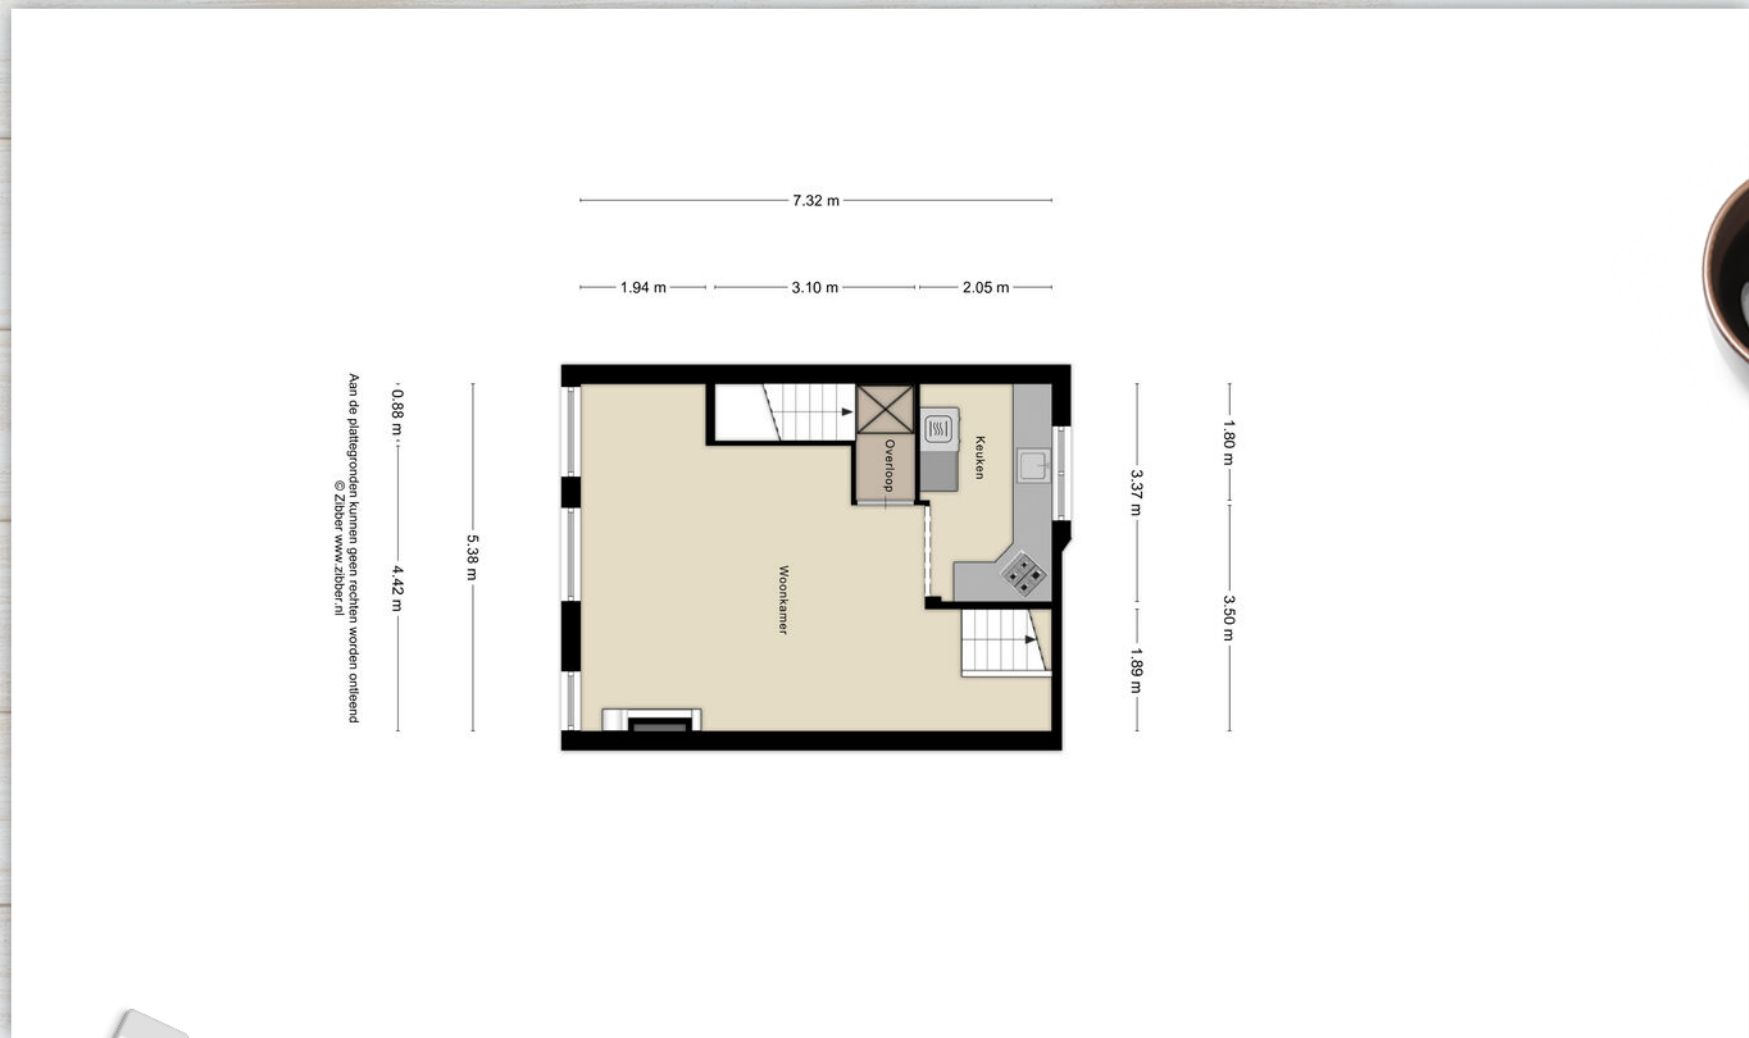 7.32 m
1.94 m
3.10 m
2.05 m
0.88 m
4.42 m
5.38 m
Overloop
Keuken
Woonkamer
3.37 m
1.89 m
1.80 m
3.50 m
Aan de plattegronden kunnen geen rechten worden ontleend
© Zibber www.zibber.nl